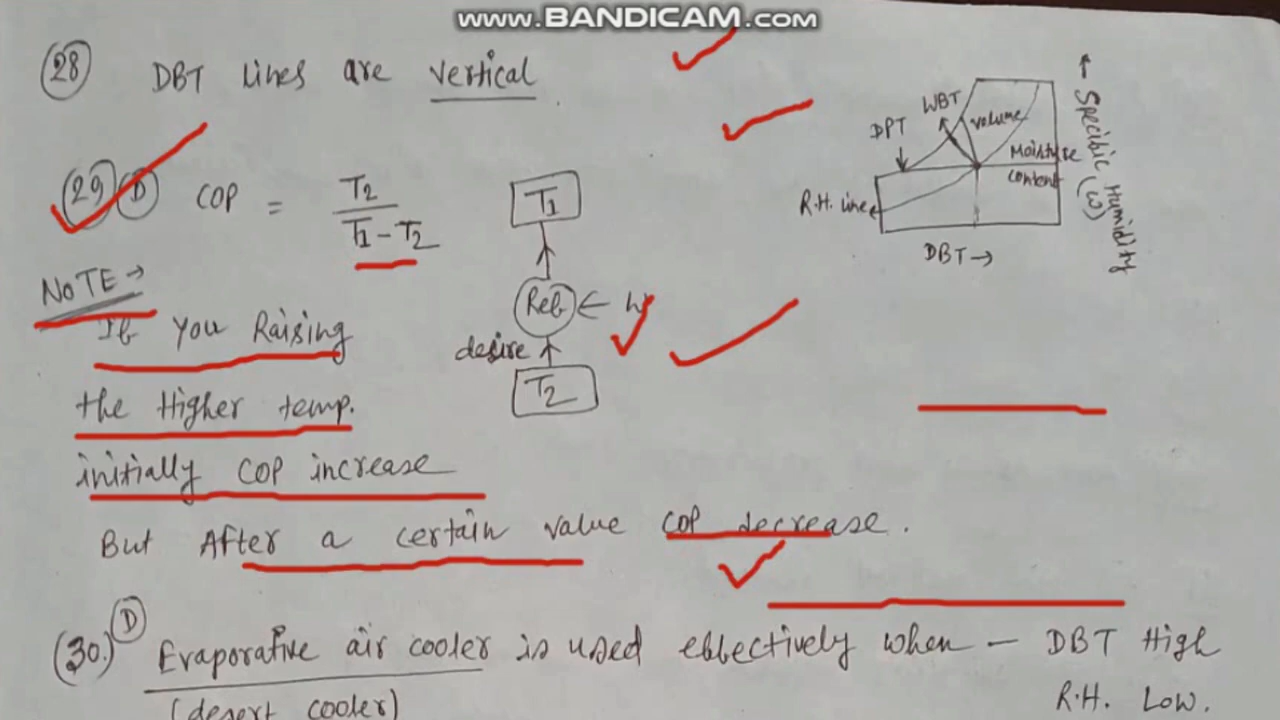 www.BANDICAM.com
(28) DBT Lines are vertical
(29) (D) COP = T2 / T1 - T2
T1
Ref ← W
desire
T2
NOTE →
If you Raising
the Higher temp.
initially COP increase
But After a certain value COP decrease.
(30.) (D) Evaporative air cooler is used effectively when — DBT High
(desert cooler)
R.H. Low.
WBT
DPT
volume
Moisture
content
R.H. line
DBT →
← Specific Humidity
(ω)